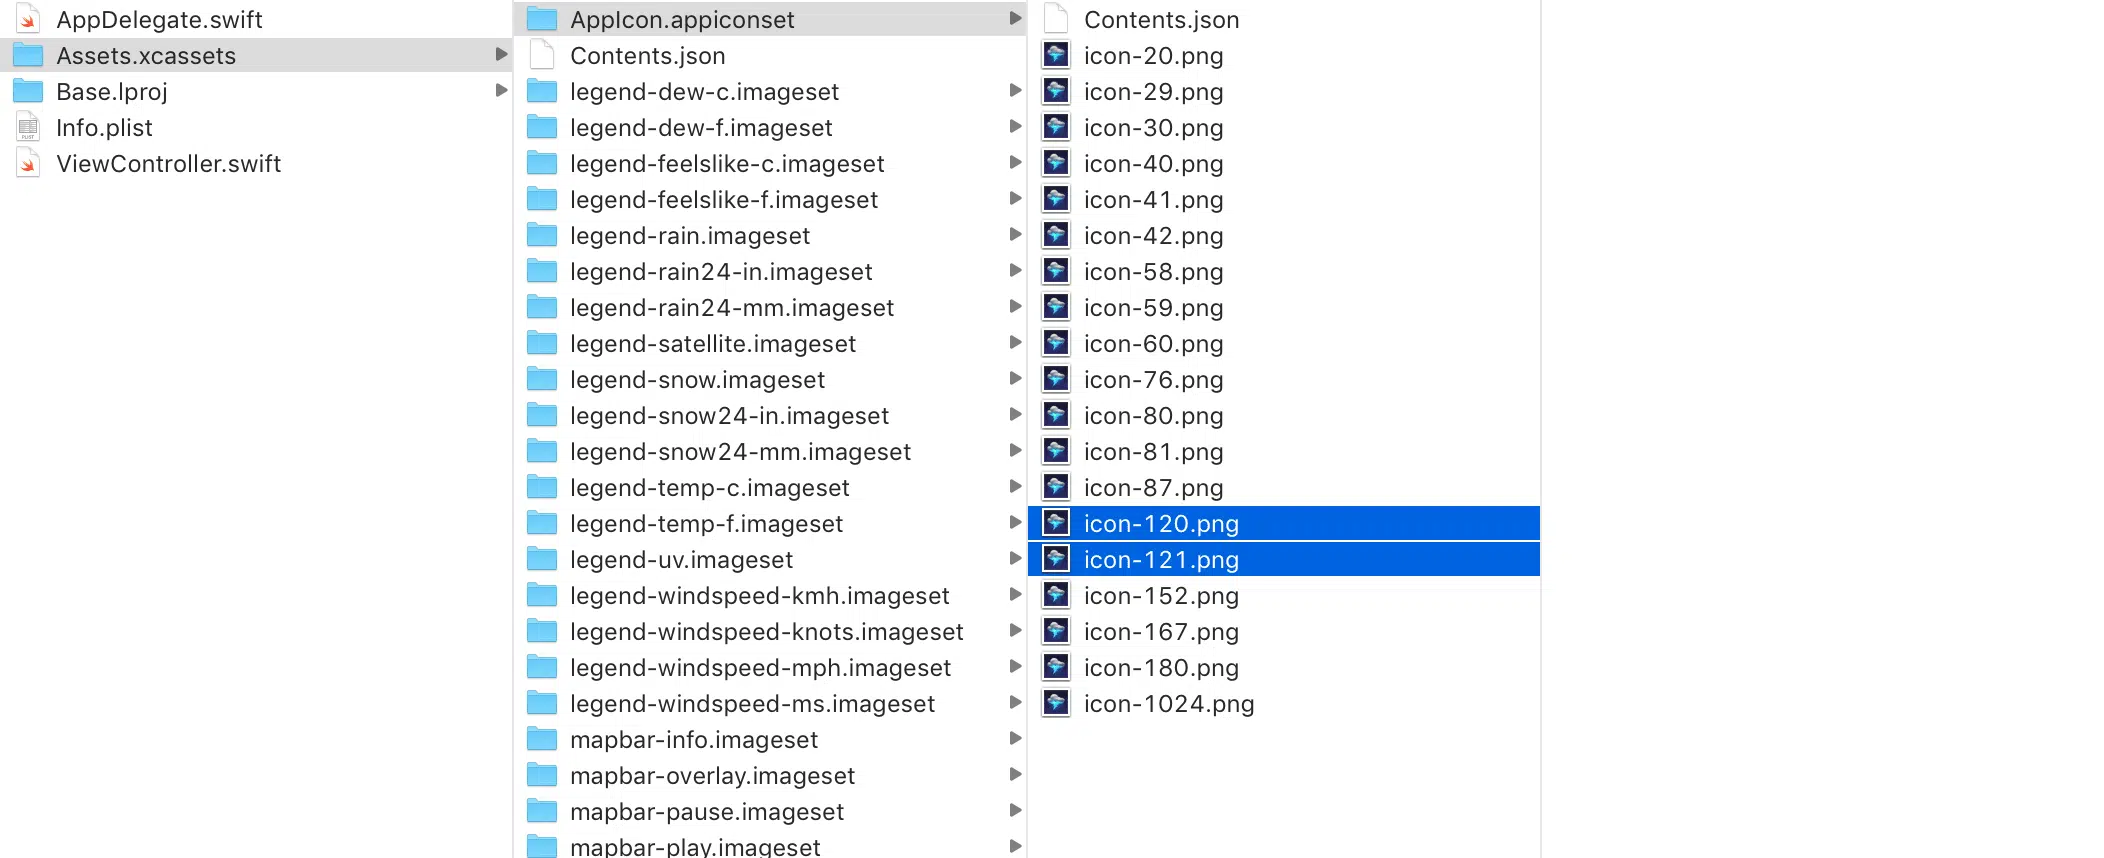 AppDelegate.swift
Assets.xcassets
Base.lproj
Info.plist
ViewController.swift
AppIcon.appiconset
Contents.json
legend-dew-c.imageset
legend-dew-f.imageset
legend-feelslike-c.imageset
legend-feelslike-f.imageset
legend-rain.imageset
legend-rain24-in.imageset
legend-rain24-mm.imageset
legend-satellite.imageset
legend-snow.imageset
legend-snow24-in.imageset
legend-snow24-mm.imageset
legend-temp-c.imageset
legend-temp-f.imageset
legend-uv.imageset
legend-windspeed-kmh.imageset
legend-windspeed-knots.imageset
legend-windspeed-mph.imageset
legend-windspeed-ms.imageset
mapbar-info.imageset
mapbar-overlay.imageset
mapbar-pause.imageset
mapbar-play.imageset
Contents.json
icon-20.png
icon-29.png
icon-30.png
icon-40.png
icon-41.png
icon-42.png
icon-58.png
icon-59.png
icon-60.png
icon-76.png
icon-80.png
icon-81.png
icon-87.png
icon-120.png
icon-121.png
icon-152.png
icon-167.png
icon-180.png
icon-1024.png